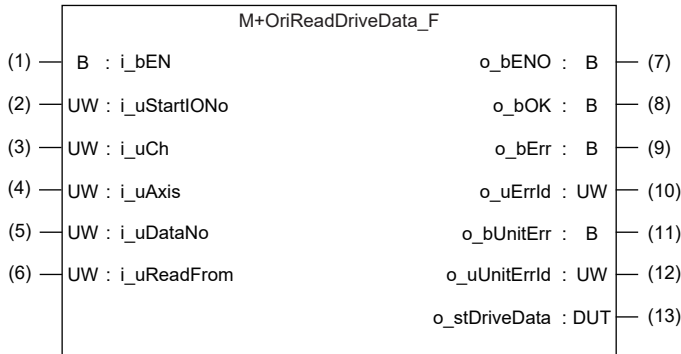 M+OriReadDriveData_F
(1) B : i_bEN o_bENO : B (7)
(2) UW : i_uStartIONo o_bOK : B (8)
(3) UW : i_uCh o_bErr : B (9)
(4) UW : i_uAxis o_uErrId : UW (10)
(5) UW : i_uDataNo o_bUnitErr : B (11)
(6) UW : i_uReadFrom o_uUnitErrId : UW (12)
o_stDriveData : DUT (13)